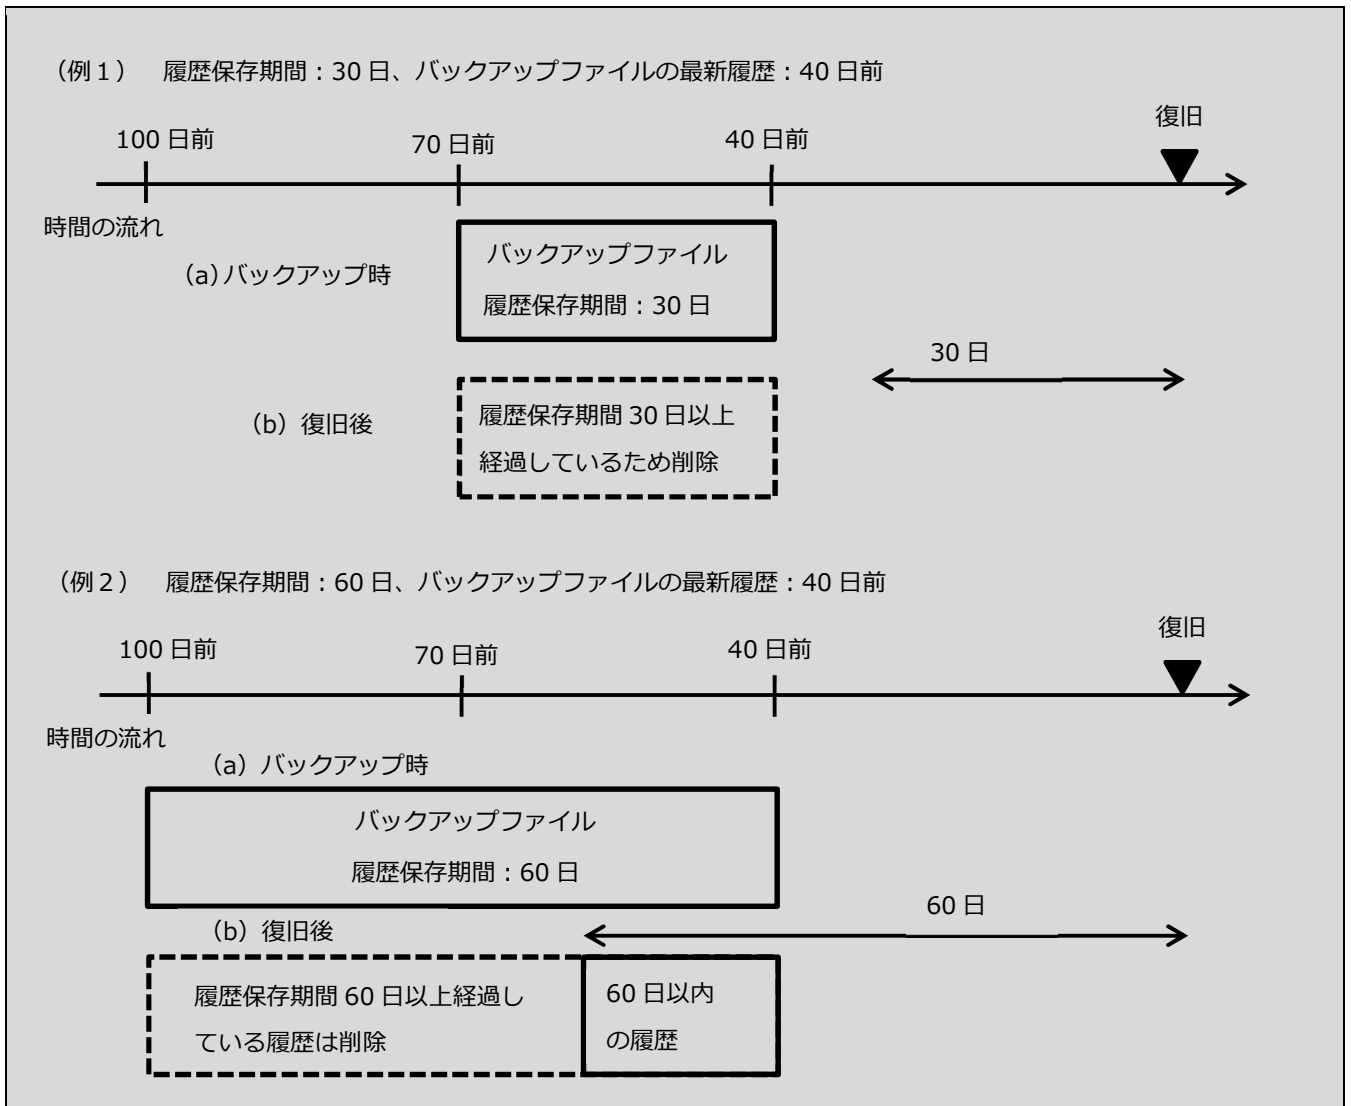 （例１）　履歴保存期間：30 日、バックアップファイルの最新履歴：40 日前
復旧
100 日前
70 日前
40 日前
時間の流れ
（a）バックアップ時
バックアップファイル
履歴保存期間：30 日
30 日
（b）復旧後
履歴保存期間 30 日以上
経過しているため削除
（例２）　履歴保存期間：60 日、バックアップファイルの最新履歴：40 日前
復旧
100 日前
70 日前
40 日前
時間の流れ
（a）バックアップ時
バックアップファイル
履歴保存期間：60 日
60 日
（b）復旧後
履歴保存期間 60 日以上経過し
ている履歴は削除
60 日以内
の履歴